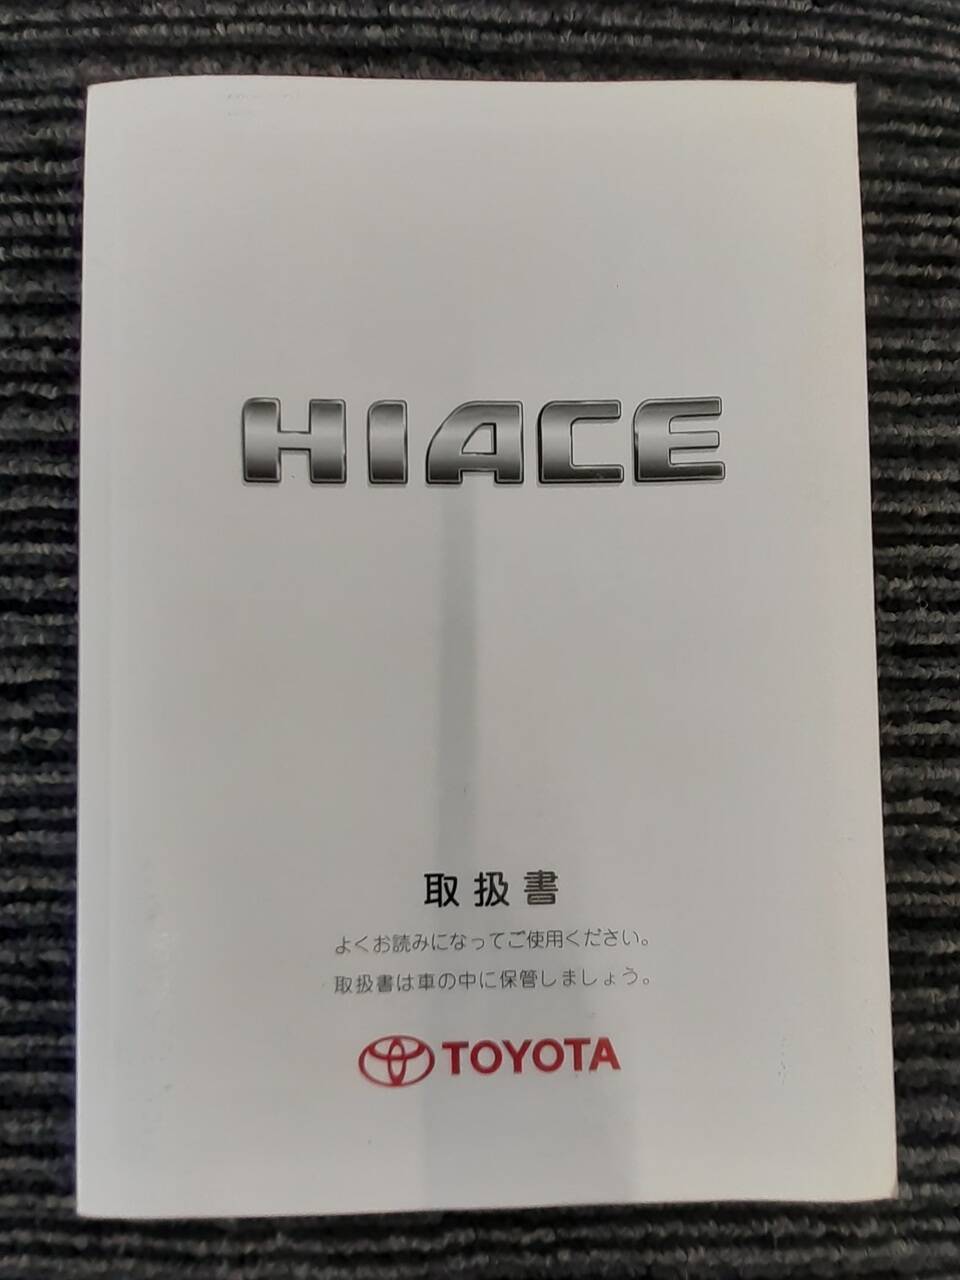 HIACE
取扱書
よくお読みになってご使用ください。
取扱書は車の中に保管しましょう。
TOYOTA